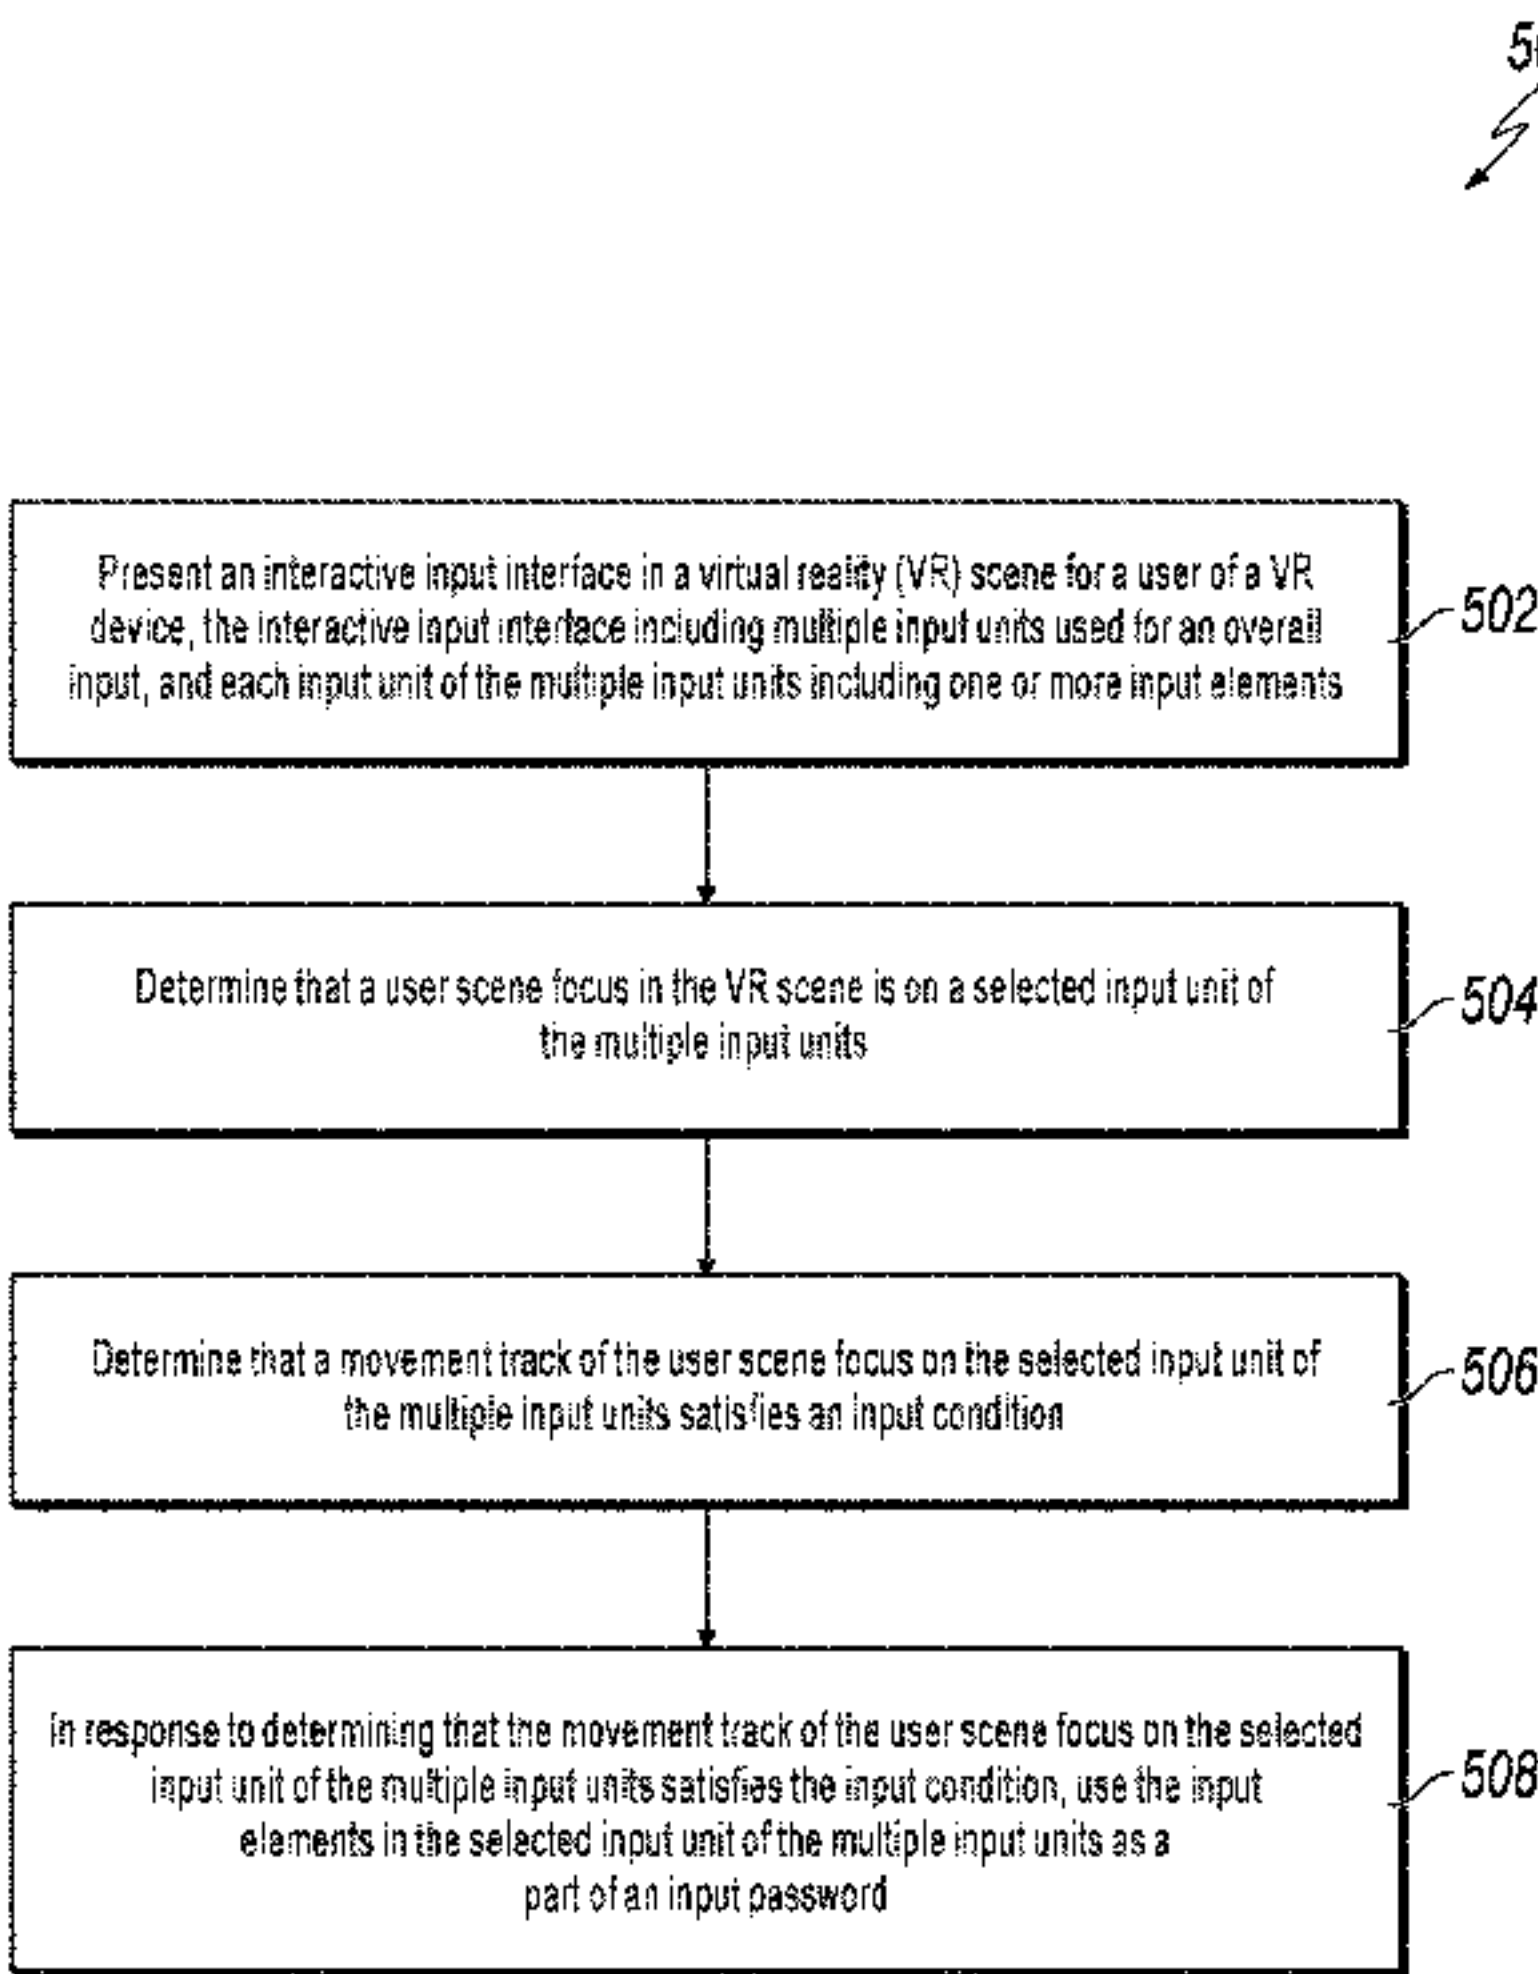 Present an interactive input interface in a virtual reality (VR) scene for a user of a VR
device, the interactive input interface including multiple input units used for an overall
input, and each input unit of the multiple input units including one or more input elements
502
Determine that a user scene focus in the VR scene is on a selected input unit of
the multiple input units
504
Determine that a movement track of the user scene focus on the selected input unit of
the multiple input units satisfies an input condition
506
In response to determining that the movement track of the user scene focus on the selected
input unit of the multiple input units satisfies the input condition, use the input
elements in the selected input unit of the multiple input units as a
part of an input password
508